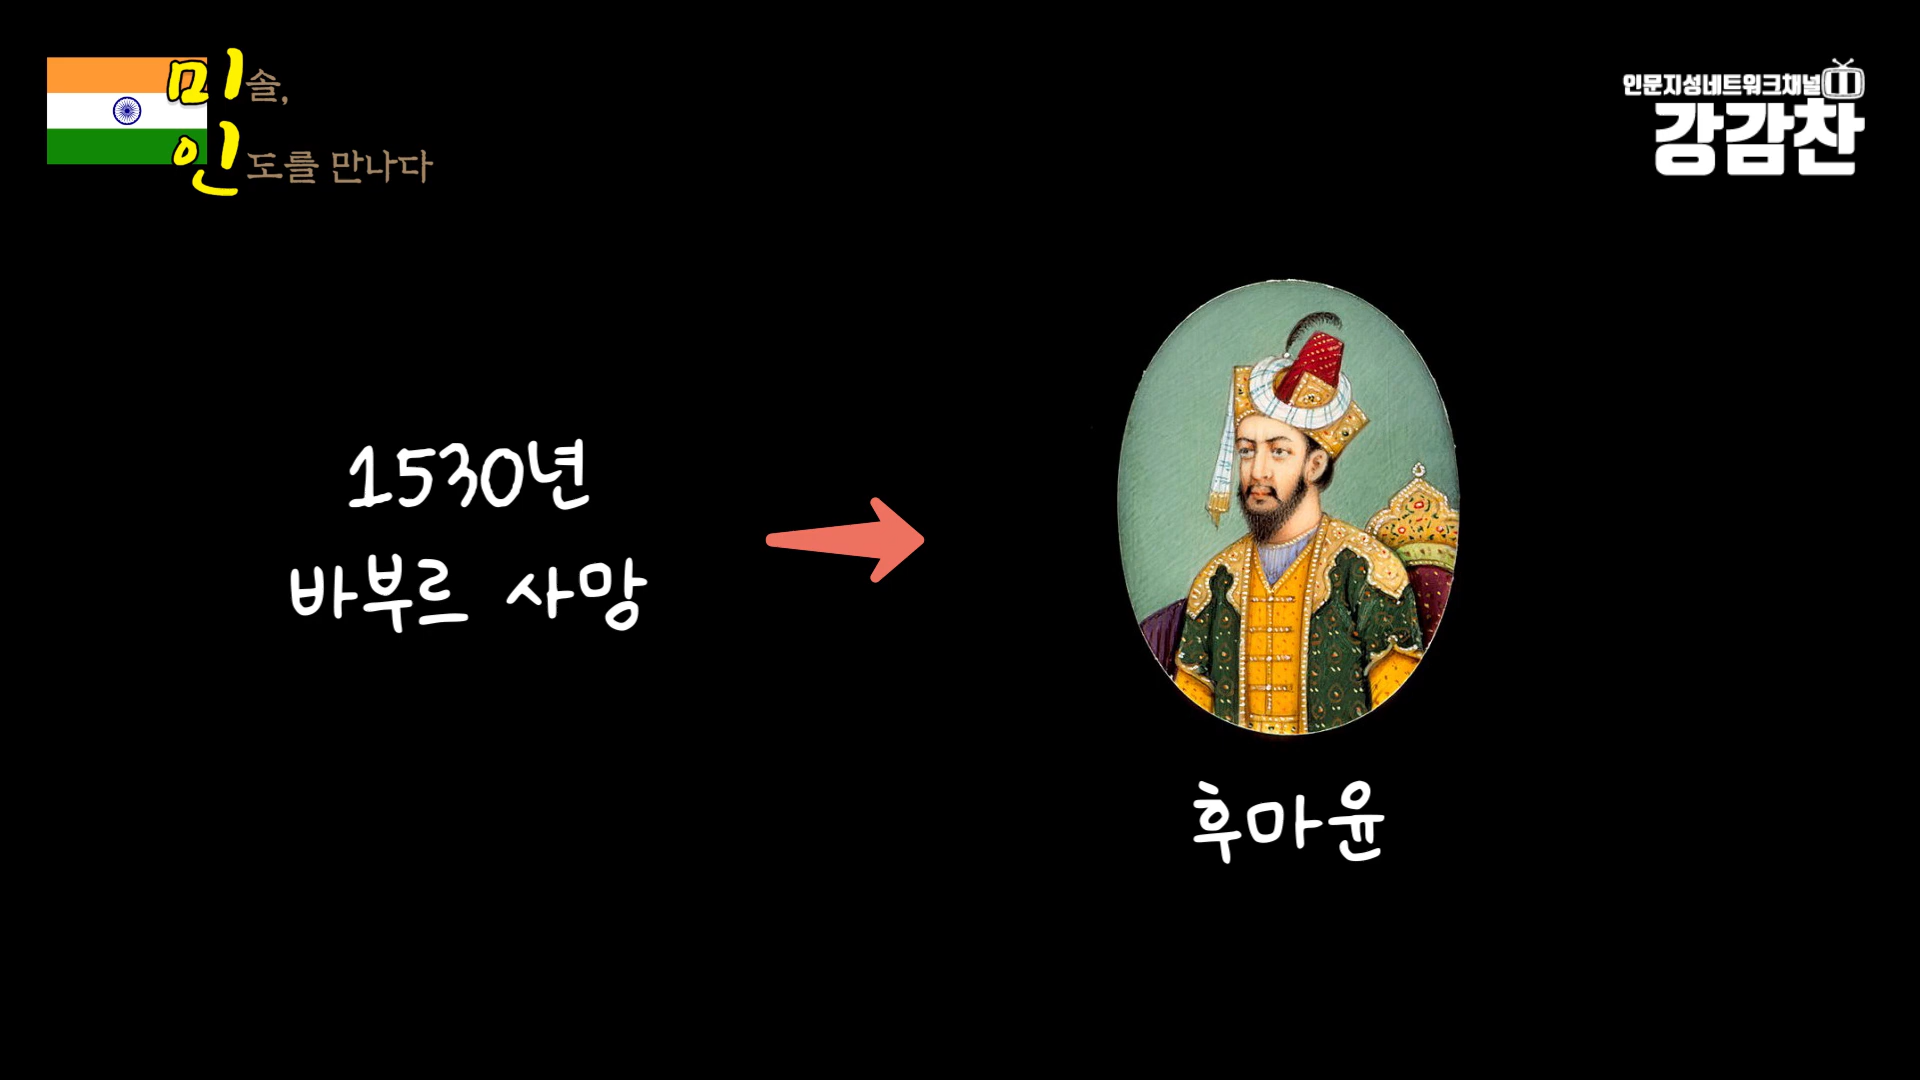 미솔,
인도를 만나다
인문지성네트워크채널
강감찬
1530년
바부르 사망
후마윤